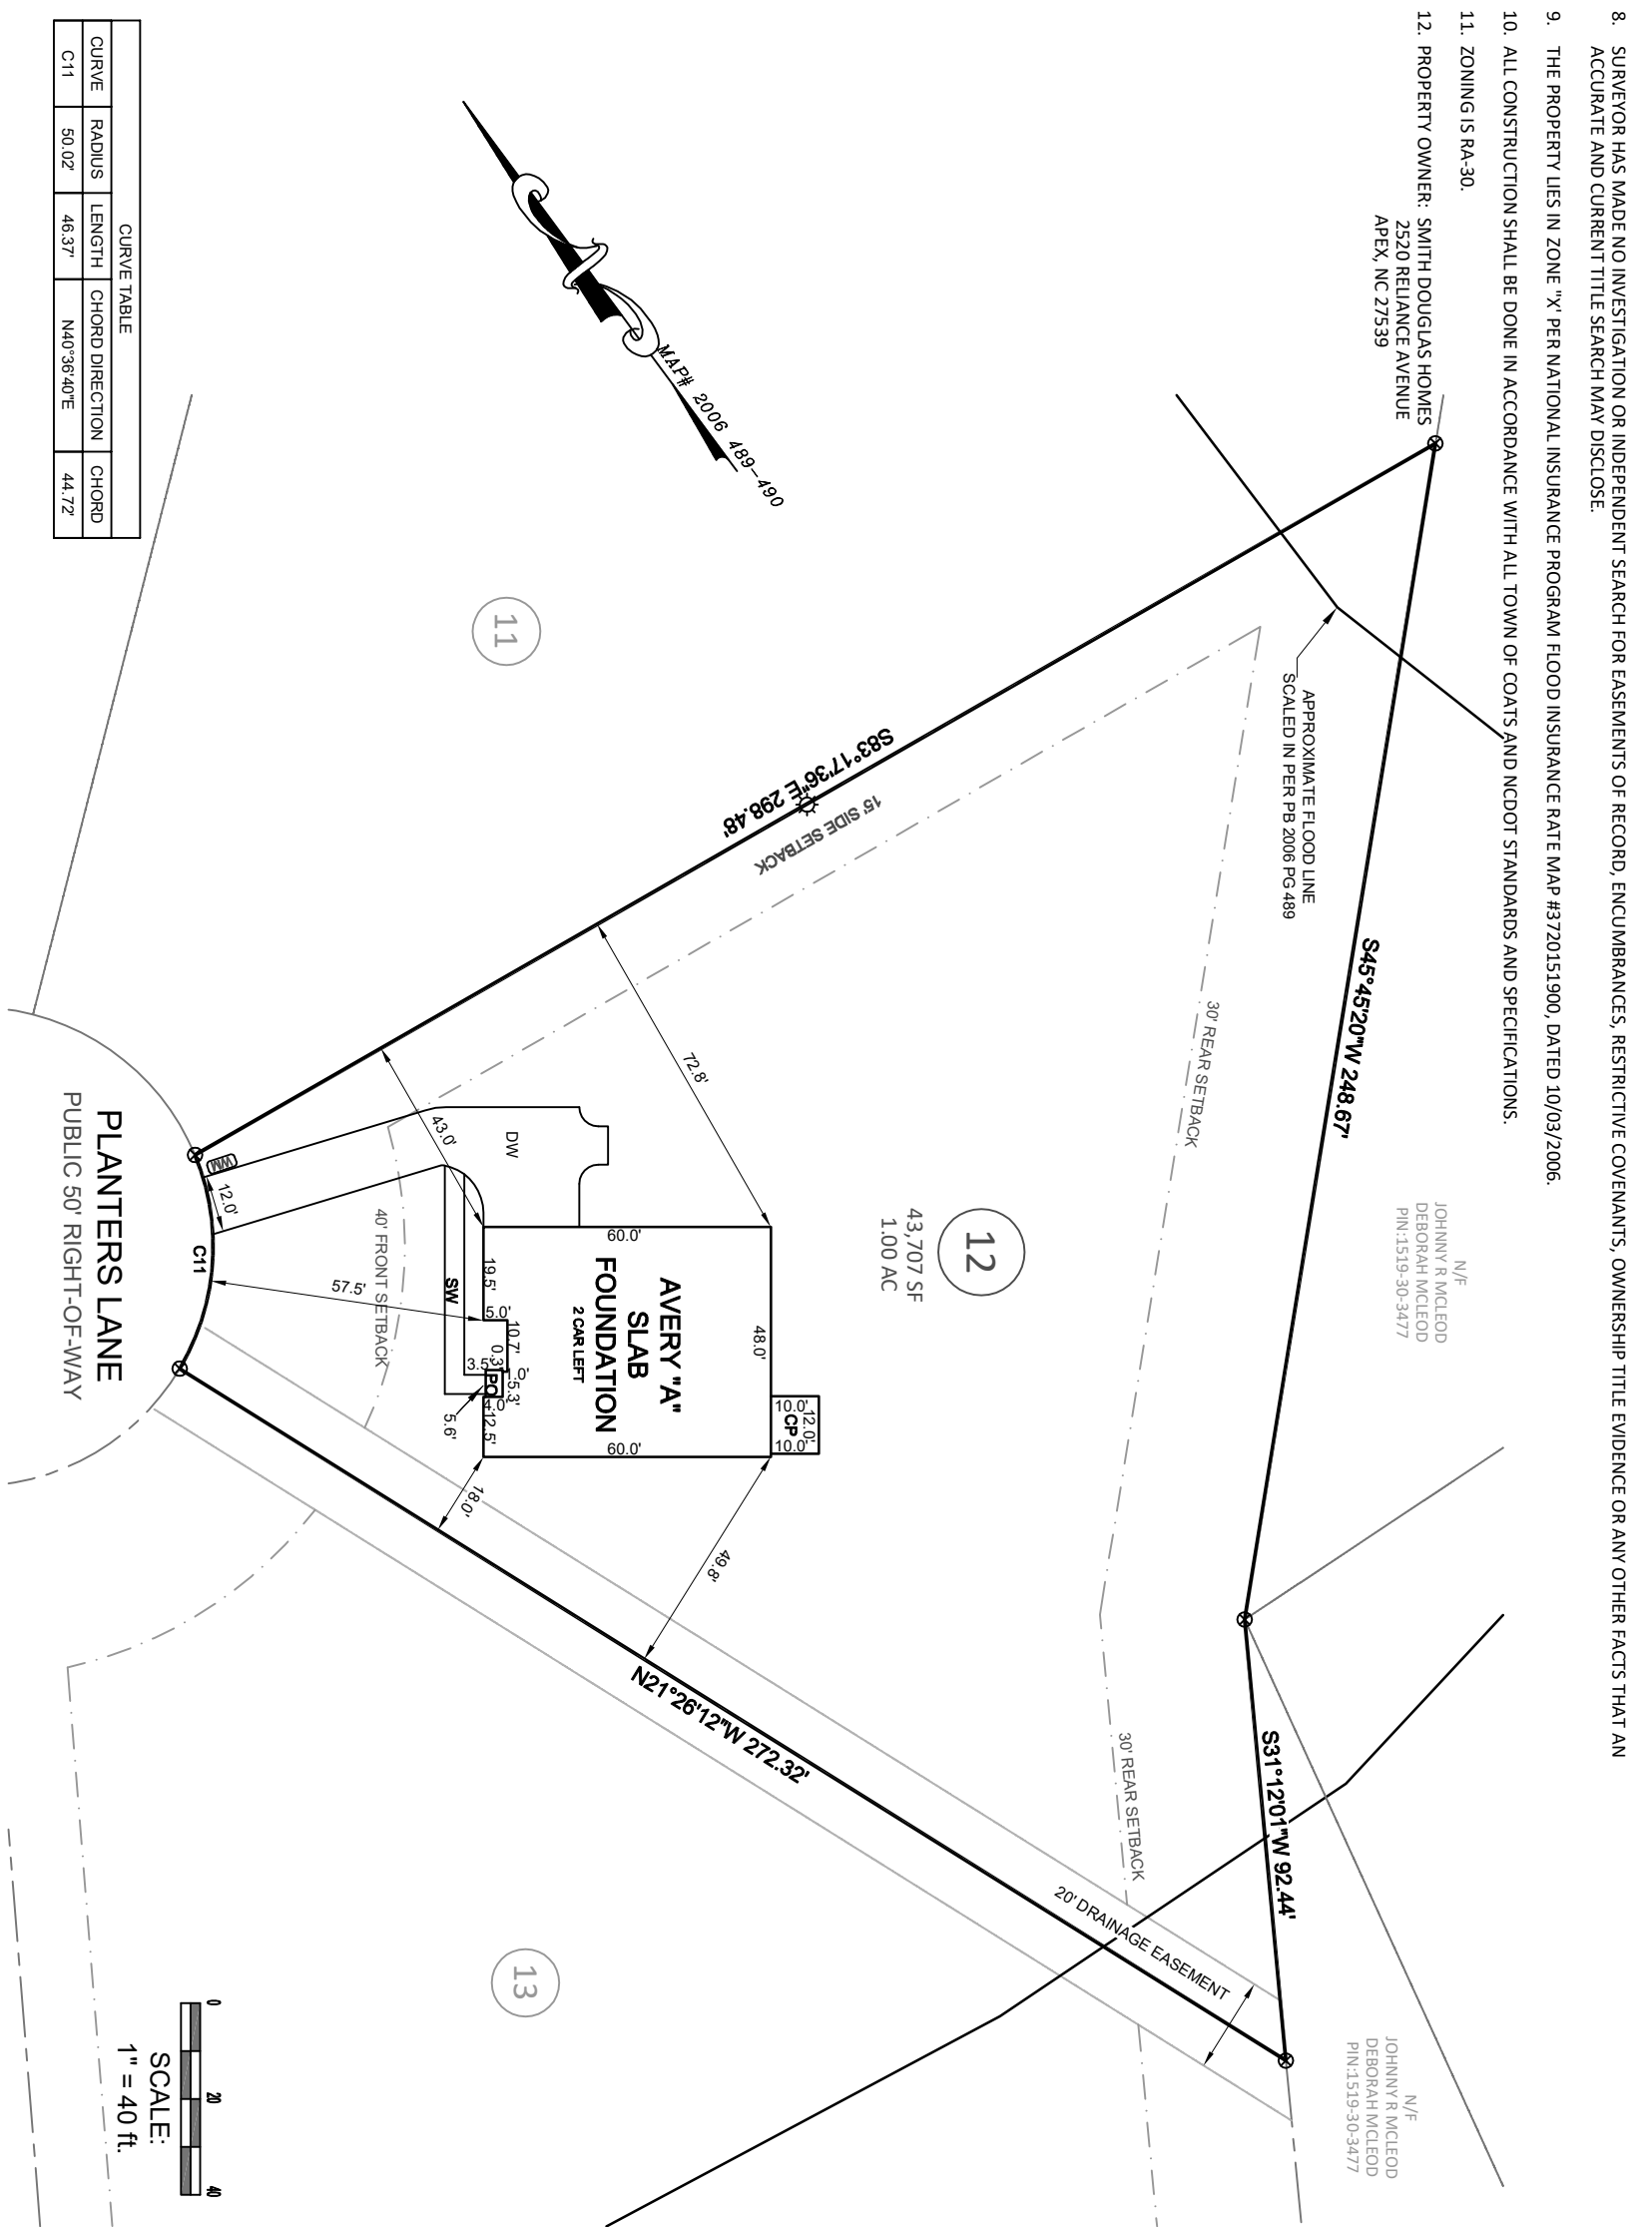 8. SURVEYOR HAS MADE NO INVESTIGATION OR INDEPENDENT SEARCH FOR EASEMENTS OF RECORD, ENCUMBRANCES, RESTRICTIVE COVENANTS, OWNERSHIP TITLE EVIDENCE OR ANY OTHER FACTS THAT AN
ACCURATE AND CURRENT TITLE SEARCH MAY DISCLOSE.
9. THE PROPERTY LIES IN ZONE "X' PER NATIONAL INSURANCE PROGRAM FLOOD INSURANCE RATE MAP #3720151900, DATED 10/03/2006.
10. ALL CONSTRUCTION SHALL BE DONE IN ACCORDANCE WITH ALL TOWN OF COATS AND NCDOT STANDARDS AND SPECIFICATIONS.
11. ZONING IS RA-30.
12. PROPERTY OWNER: SMITH DOUGLAS HOMES
2520 RELIANCE AVENUE
APEX, NC 27539
N/F
JOHNNY R MCLEOD
DEBORAH MCLEOD
PIN:1519-30-3477
N/F
JOHNNY R MCLEOD
DEBORAH MCLEOD
PIN:1519-30-3477
S45°45'20"W 248.67'
S31°12'01"W 92.44'
APPROXIMATE FLOOD LINE
SCALED IN PER PB 2006 PG 489
30' REAR SETBACK
30' REAR SETBACK
20' DRAINAGE EASEMENT
12
43,707 SF
1.00 AC
S83°17'36"E 298.48'
15' SIDE SETBACK
MAP# 2006 489-490
11
72.8'
48.0'
10.0'
12.0'
CP
10.0'
49.8'
N21°26'12"W 272.32'
60.0'
AVERY "A"
SLAB
FOUNDATION
2 CAR LEFT
60.0'
43.0'
DW
19.5'
5.0'
10.7'
0.3'
1.0'
3.5'
PO
5.3'
4.0'
12.5'
5.6'
18.0'
SW
13
57.5'
40' FRONT SETBACK
WM
12.0'
C11
PLANTERS LANE
PUBLIC 50' RIGHT-OF-WAY
CURVE TABLE
CURVE RADIUS LENGTH CHORD DIRECTION CHORD
C11 50.02' 46.37' N40°36'40"E 44.72'
0 20 40
SCALE:
1" = 40 ft.